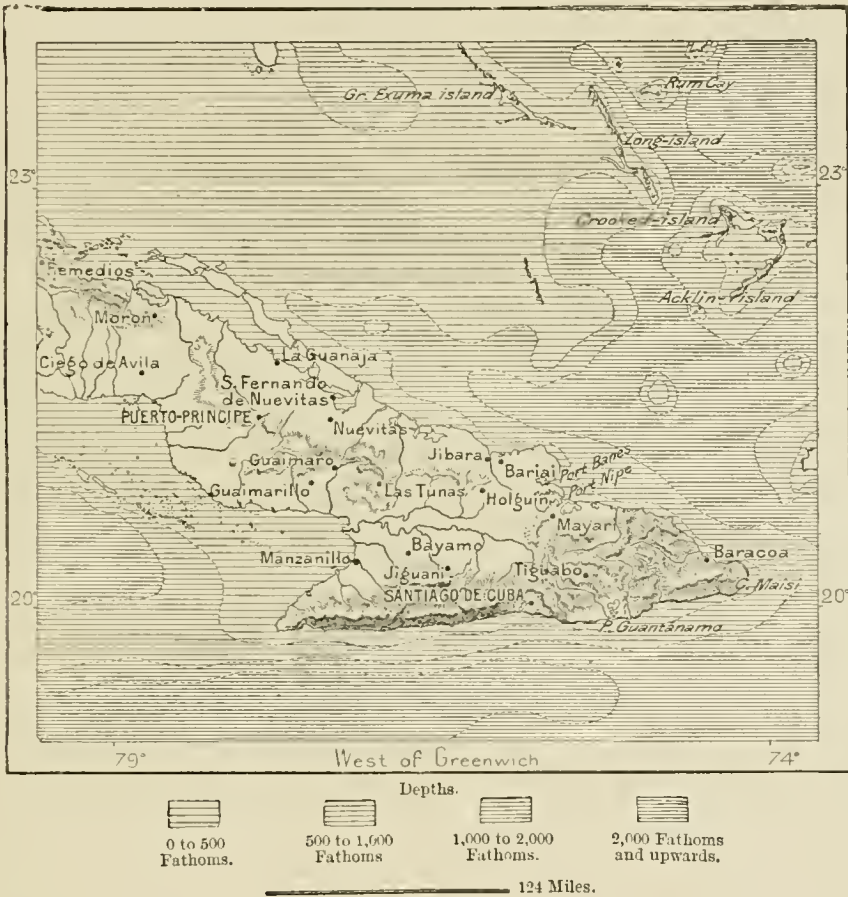 Gr. Exuma island
Rum Cay
Long-island
23°
23°
Crooked-island
Remedios
Acklin-island
Moron
La Guanaja
Ciego de Avila
S. Fernando
de Nuevitas
PUERTO-PRINCIPE
Nuevitas
Jibara
Bariai
Port Banes
Port Nipe
Guaimaro
Guaimarillo
Las Tunas
Holguin
Mayari
Manzanillo
Bayamo
Baracoa
Jiguani
Tiguabo
C. Maisi
SANTIAGO DE CUBA
20°
20°
P. Guantánamo
79°
West of Greenwich
74°
Depths.
0 to 500
Fathoms.
500 to 1,000
Fathoms
1,000 to 2,000
Fathoms.
2,000 Fathoms
and upwards.
124 Miles.